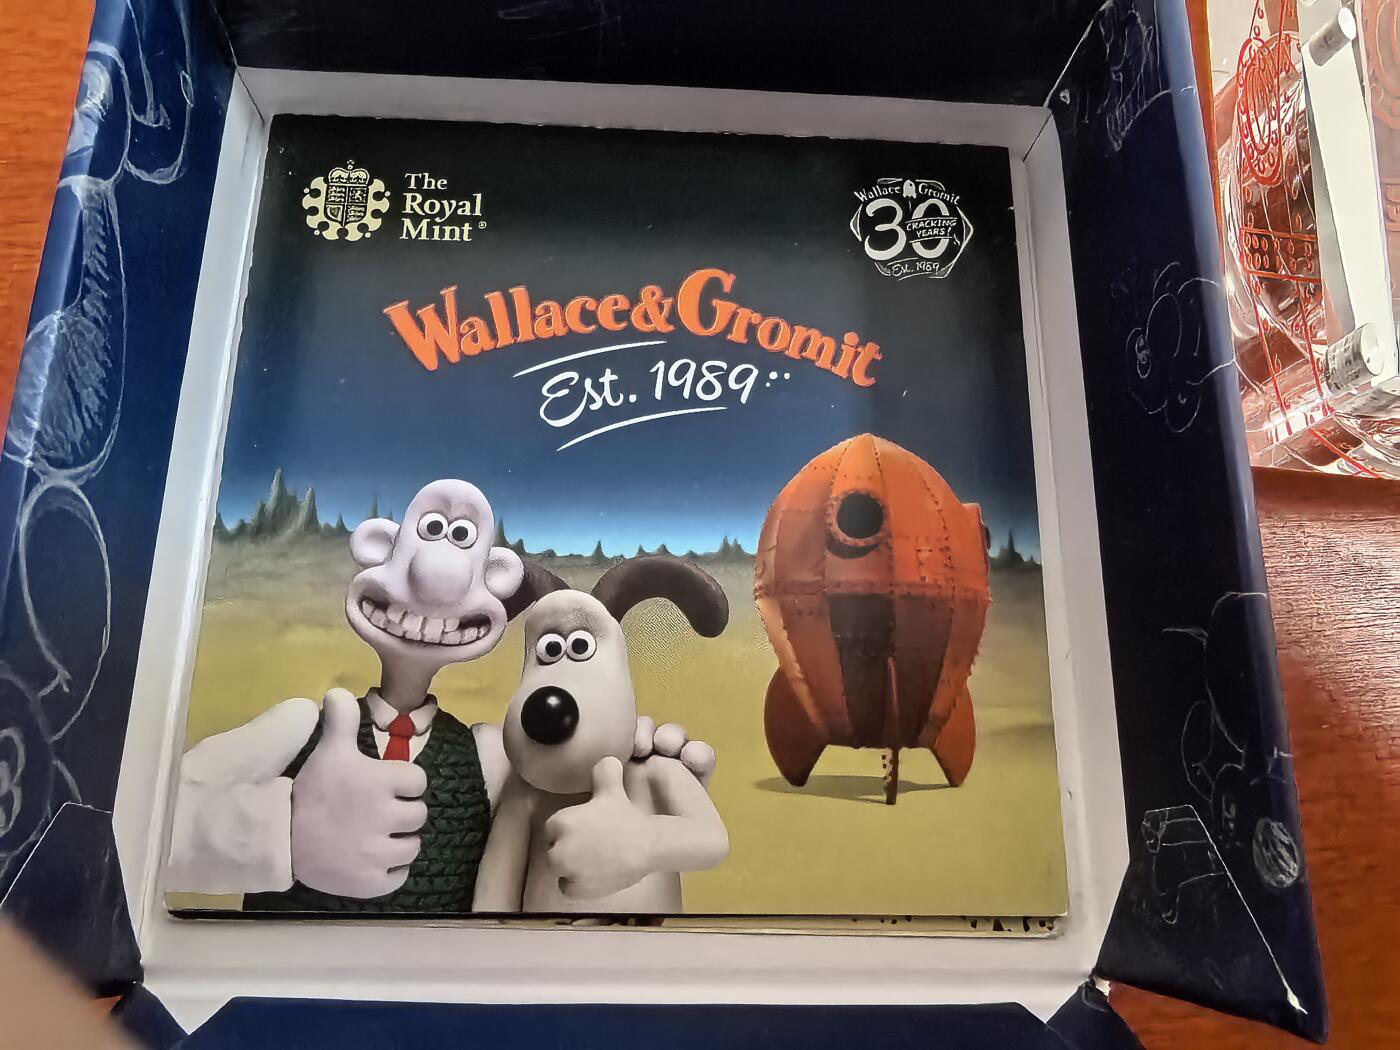 The
Royal
Mint®
Wallace Gromit
30
CRACKING
YEARS!
Est. 1989
Wallace & Gromit
Est. 1989